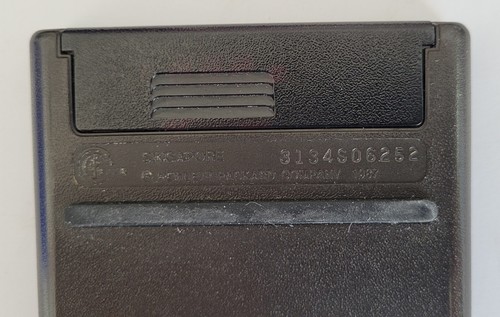 SINGAPORE 3134S06252
© HEWLETT-PACKARD COMPANY 1987